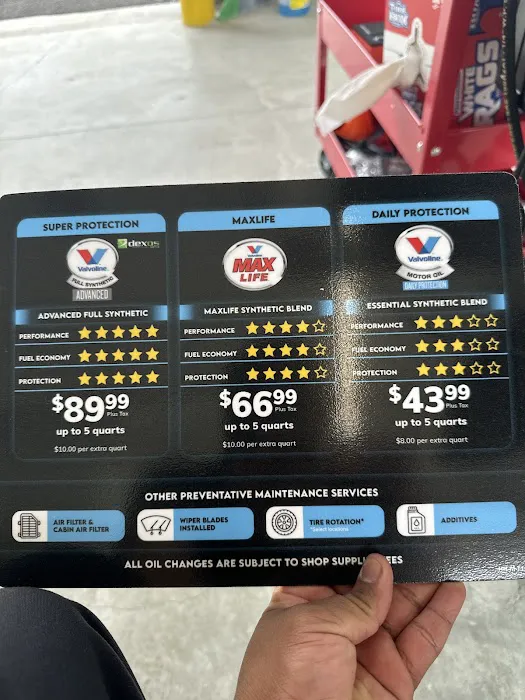 WHITE
RAGS
SUPER PROTECTION
dexos
Valvoline
FULL SYNTHETIC
ADVANCED
ADVANCED FULL SYNTHETIC
PERFORMANCE
FUEL ECONOMY
PROTECTION
$89.99
Plus Tax
up to 5 quarts
$10.00 per extra quart
MAXLIFE
Valvoline
MAX
LIFE
MAXLIFE SYNTHETIC BLEND
PERFORMANCE
FUEL ECONOMY
PROTECTION
$66.99
Plus Tax
up to 5 quarts
$10.00 per extra quart
DAILY PROTECTION
Valvoline
MOTOR OIL
DAILY PROTECTION
ESSENTIAL SYNTHETIC BLEND
PERFORMANCE
FUEL ECONOMY
PROTECTION
$43.99
Plus Tax
up to 5 quarts
$8.00 per extra quart
OTHER PREVENTATIVE MAINTENANCE SERVICES
AIR FILTER &
CABIN AIR FILTER
WIPER BLADES
INSTALLED
TIRE ROTATION*
*Select locations
ADDITIVES
ALL OIL CHANGES ARE SUBJECT TO SHOP SUPPL FES